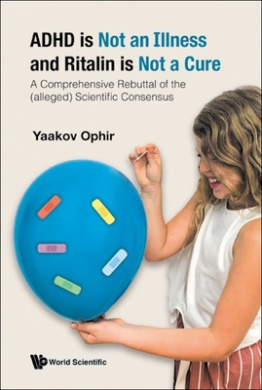 ADHD is Not an Illness
and Ritalin is Not a Cure
A Comprehensive Rebuttal of the
(alleged) Scientific Consensus
Yaakov Ophir
World Scientific